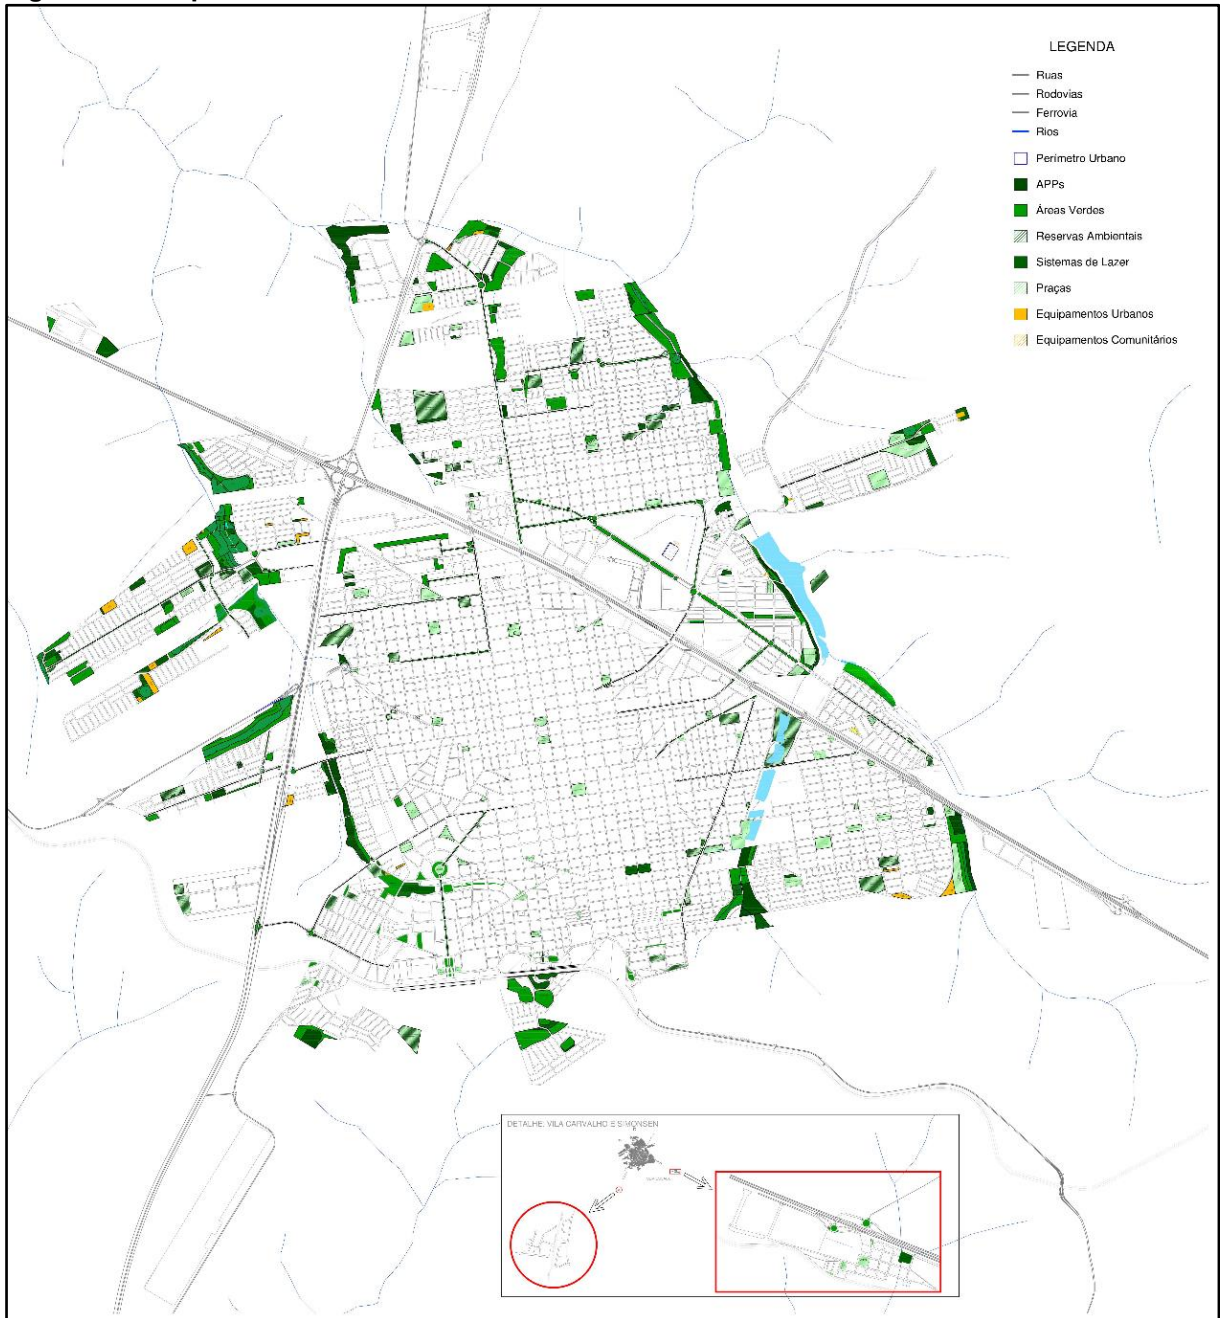 LEGENDA
Ruas
Rodovias
Ferrovia
Rios
Perímetro Urbano
APPs
Áreas Verdes
Reservas Ambientais
Sistemas de Lazer
Praças
Equipamentos Urbanos
Equipamentos Comunitários
DETALHE: VILA CARVALHO E SIMONSEN